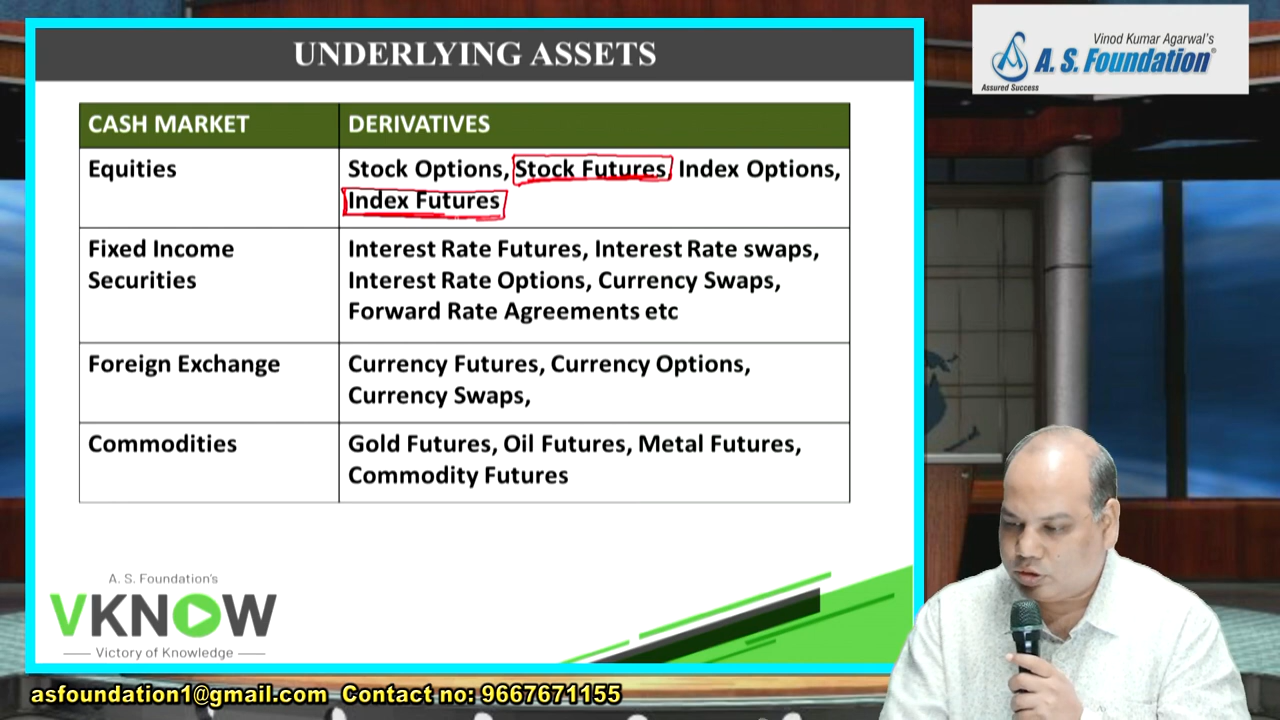 UNDERLYING ASSETS
Vinod Kumar Agarwal's
A. S. Foundation®
Assured Success
CASH MARKET
DERIVATIVES
Equities
Stock Options, Stock Futures, Index Options,
Index Futures
Fixed Income
Securities
Interest Rate Futures, Interest Rate swaps,
Interest Rate Options, Currency Swaps,
Forward Rate Agreements etc
Foreign Exchange
Currency Futures, Currency Options,
Currency Swaps,
Commodities
Gold Futures, Oil Futures, Metal Futures,
Commodity Futures
A. S. Foundation's
VKNOW
Victory of Knowledge
asfoundation1@gmail.com Contact no: 9667671155